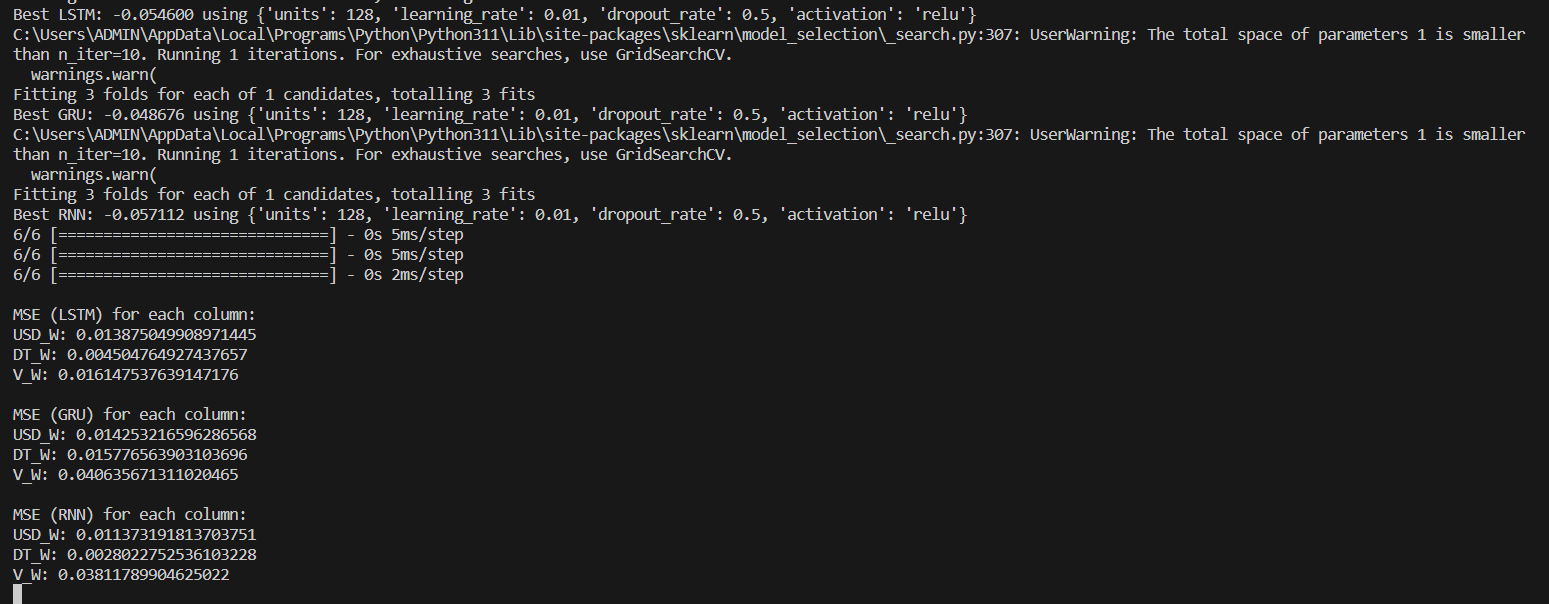 Best LSTM: -0.054600 using {'units': 128, 'learning_rate': 0.01, 'dropout_rate': 0.5, 'activation': 'relu'}
C:\Users\ADMIN\AppData\Local\Programs\Python\Python311\Lib\site-packages\sklearn\model_selection\_search.py:307: UserWarning: The total space of parameters 1 is smaller
than n_iter=10. Running 1 iterations. For exhaustive searches, use GridSearchCV.
  warnings.warn(
Fitting 3 folds for each of 1 candidates, totalling 3 fits
Best GRU: -0.048676 using {'units': 128, 'learning_rate': 0.01, 'dropout_rate': 0.5, 'activation': 'relu'}
C:\Users\ADMIN\AppData\Local\Programs\Python\Python311\Lib\site-packages\sklearn\model_selection\_search.py:307: UserWarning: The total space of parameters 1 is smaller
than n_iter=10. Running 1 iterations. For exhaustive searches, use GridSearchCV.
  warnings.warn(
Fitting 3 folds for each of 1 candidates, totalling 3 fits
Best RNN: -0.057112 using {'units': 128, 'learning_rate': 0.01, 'dropout_rate': 0.5, 'activation': 'relu'}
6/6 [==============================] - 0s 5ms/step
6/6 [==============================] - 0s 5ms/step
6/6 [==============================] - 0s 2ms/step
MSE (LSTM) for each column:
USD_W: 0.013875049908971445
DT_W: 0.004504764927437657
V_W: 0.016147537639147176
MSE (GRU) for each column:
USD_W: 0.014253216596286568
DT_W: 0.015776563903103696
V_W: 0.040635671311020465
MSE (RNN) for each column:
USD_W: 0.011373191813703751
DT_W: 0.0028022752536103228
V_W: 0.03811789904625022